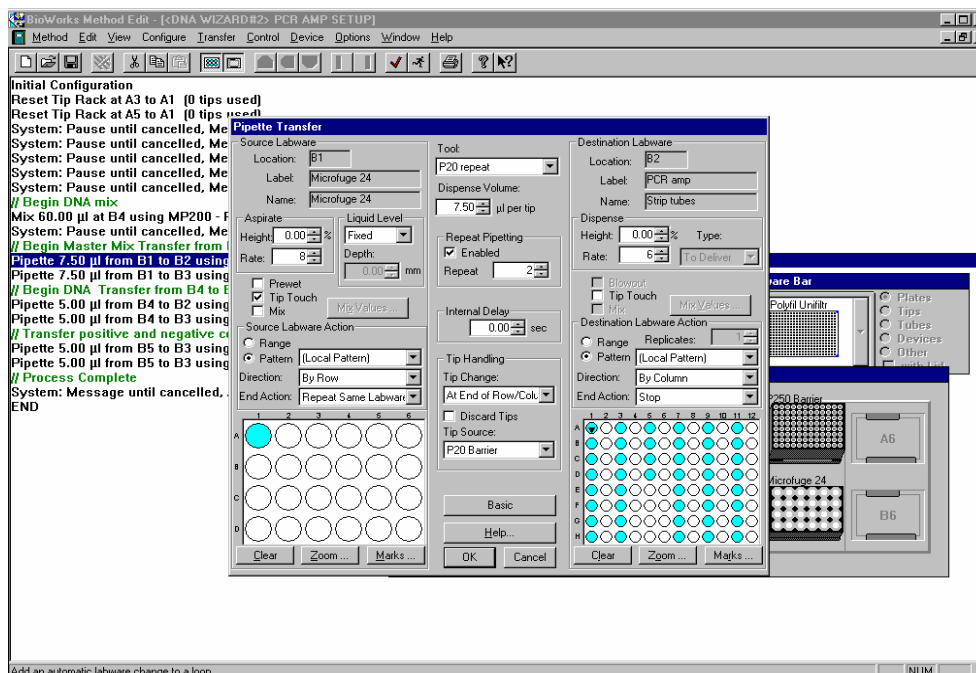 BioWorks Method Edit - [<DNA WIZARD#2> PCR AMP SETUP]
Method Edit View Configure Transfer Control Device Options Window Help
Initial Configuration
Reset Tip Rack at A3 to A1 (0 tips used)
Reset Tip Rack at A5 to A1 (0 tips used)
System: Pause until cancelled, Me
System: Pause until cancelled, Me
System: Pause until cancelled, Me
System: Pause until cancelled, Me
System: Pause until cancelled, Me
// Begin DNA mix
Mix 60.00 µl at B4 using MP200 - F
System: Pause until cancelled, Me
// Begin Master Mix Transfer from
Pipette 7.50 µl from B1 to B2 using
Pipette 7.50 µl from B1 to B3 using
// Begin DNA Transfer from B4 to B
Pipette 5.00 µl from B4 to B2 using
Pipette 5.00 µl from B4 to B3 using
// Transfer positive and negative co
Pipette 5.00 µl from B5 to B3 using
Pipette 5.00 µl from B5 to B3 using
// Process Complete
System: Message until cancelled, .
END
Pipette Transfer
Source Labware
Location: B1
Label: Microfuge 24
Name: Microfuge 24
Aspirate
Height: 0.00 %
Rate: 8
Liquid Level
Fixed
Depth:
0.00 mm
Prewet
Tip Touch
Mix
Mix Values ...
Source Labware Action
Range
Pattern (Local Pattern)
Direction: By Row
End Action: Repeat Same Labware
1 2 3 4 5 6
A
B
C
D
Clear Zoom ... Marks ...
Tool:
P20 repeat
Dispense Volume:
7.50 µl per tip
Repeat Pipetting
Enabled
Repeat 2
Internal Delay
0.00 sec
Tip Handling
Tip Change:
At End of Row/Colu
Discard Tips
Tip Source:
P20 Barrier
Basic
Help...
OK Cancel
Destination Labware
Location: B2
Label: PCR amp
Name: Strip tubes
Dispense
Height: 0.00 % Type:
Rate: 6 To Deliver
Blowout
Tip Touch
Mix
Mix Values ...
Destination Labware Action
Range Replicates: 1
Pattern (Local Pattern)
Direction: By Column
End Action: Stop
1 2 3 4 5 6 7 8 9 10 11 12
A
B
C
D
E
F
G
H
Clear Zoom ... Marks ...
are Bar
Polyfil Unifiltr
Plates
Tips
Tubes
Devices
Other
with Lid
P250 Barrier
A6
Microfuge 24
B6
Add an automatic labware change to a loop
NUM